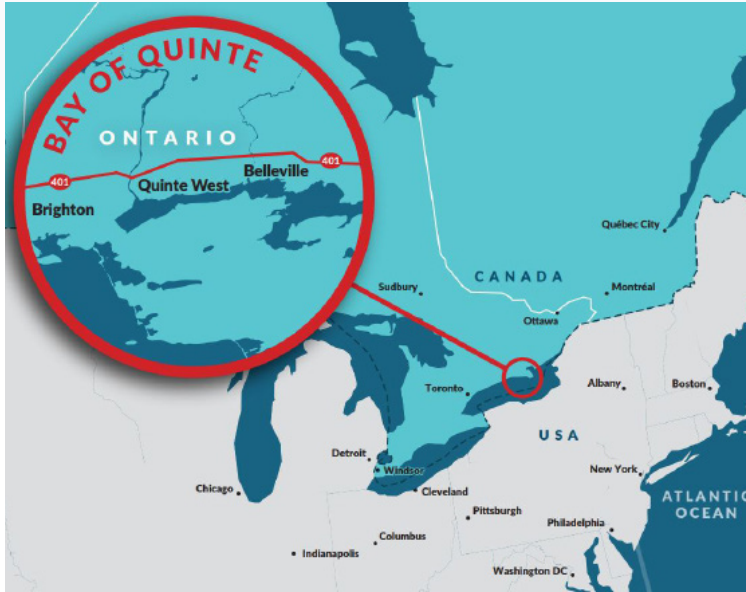 BAY OF QUINTE
ONTARIO
401
401
Belleville
Quinte West
Brighton
Québec City
CANADA
Sudbury
Montréal
Ottawa
Toronto
Albany
Boston
USA
Detroit
Windsor
New York
Chicago
Cleveland
ATLANTIC
OCEAN
Pittsburgh
Philadelphia
Columbus
Indianapolis
Washington DC